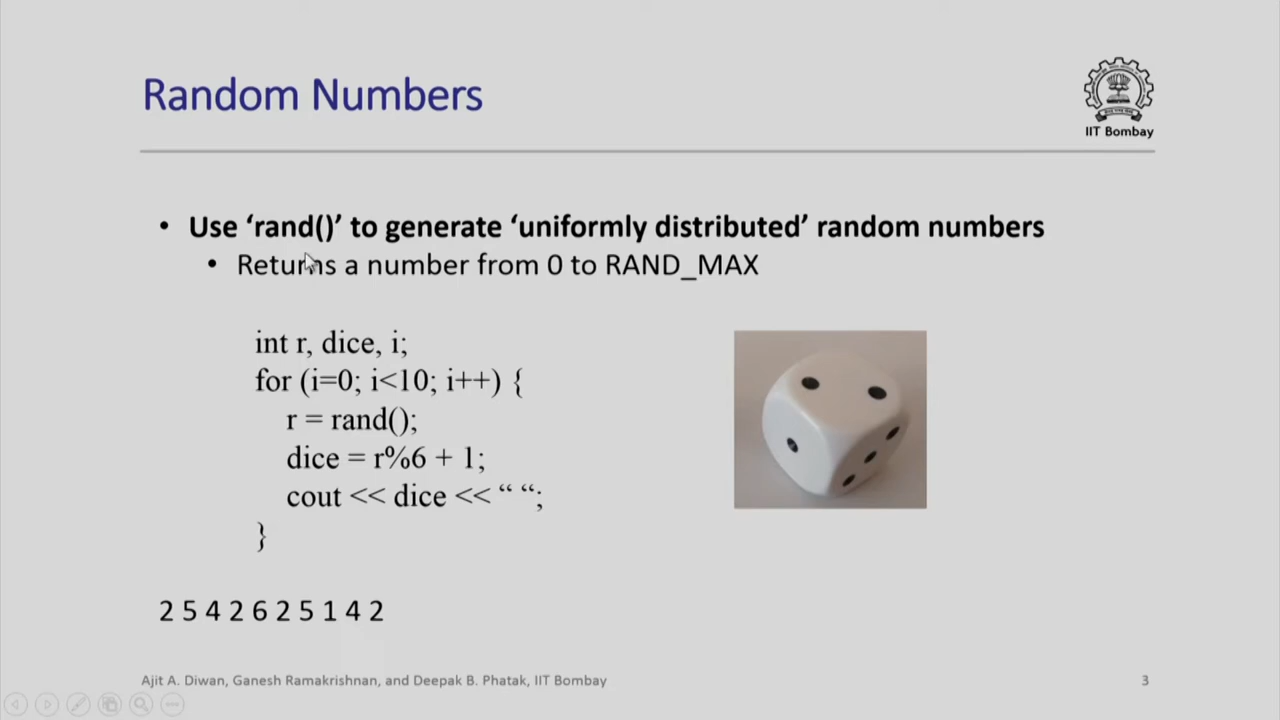 Random Numbers
IIT Bombay
• Use ‘rand()’ to generate ‘uniformly distributed’ random numbers
• Returns a number from 0 to RAND_MAX
int r, dice, i;
for (i=0; i<10; i++) {
r = rand();
dice = r%6 + 1;
cout << dice << “ “;
}
2 5 4 2 6 2 5 1 4 2
Ajit A. Diwan, Ganesh Ramakrishnan, and Deepak B. Phatak, IIT Bombay
3